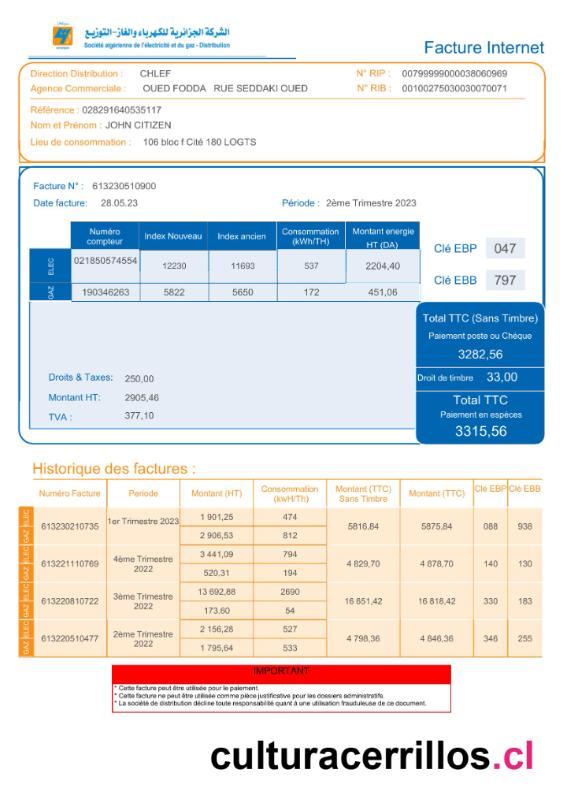 الشركة الجزائرية للكهرباء والغاز-التوزيع
Société algérienne de l'électricité et du gaz - Distribution
Facture Internet
Direction Distribution : CHLEF N° RIP : 00799999000038060969
Agence Commerciale : OUED FODDA RUE SEDDAKI OUED N° RIB : 00100275030030070071
Référence : 028291640535117
Nom et Prénom : JOHN CITIZEN
Lieu de consommation : 106 bloc f Cité 180 LOGTS
Facture N° : 613230510900
Date facture: 28.05.23 Période : 2ème Trimestre 2023
Numéro compteur Index Nouveau Index ancien Consommation (kWh/TH) Montant energie HT (DA)
ELEC 021850574554 12230 11693 537 2204,40
GAZ 190346263 5822 5650 172 451,06
Clé EBP 047
Clé EBB 797
Total TTC (Sans Timbre)
Paiement poste ou Chèque
3282,56
Droit de timbre 33,00
Total TTC
Paiement en espèces
3315,56
Droits & Taxes: 250,00
Montant HT: 2905,46
TVA : 377,10
Historique des factures :
Numéro Facture Periode Montant (HT) Consommation (kwH/Th) Montant (TTC) Sans Timbre Montant (TTC) Cle EBP Clé EBB
ELEC GAZ 613230210735 1er Trimestre 2023 1 901,25 474 5816,84 5875,84 088 938
2 906,53 812
ELEC GAZ 613221110769 4ème Trimestre 2022 3 441,09 794 4 829,70 4 878,70 140 130
520,31 194
ELEC GAZ 613220810722 3ème Trimestre 2022 13 692,88 2690 16 651,42 16 818,42 330 183
173,60 54
ELEC GAZ 613220510477 2ème Trimestre 2022 2 156,28 527 4 798,36 4 846,36 346 255
1 795,64 533
IMPORTANT
* Cette facture peut être utilisée pour le paiement.
* Cette facture ne peut être utilisée comme pièce justificative pour les dossiers administratifs.
* La société de distribution décline toute responsabilité quant à une utilisation frauduleuse de ce document.
culturacerrillos.cl